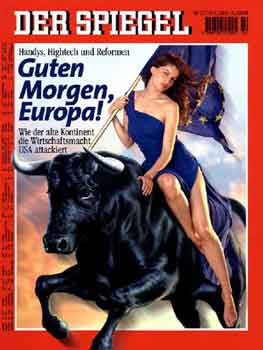 DER SPIEGEL
Handys, Hightech und Reformen
Guten
Morgen,
Europa!
Wie der alte Kontinent
die Wirtschaftsmacht
USA attackiert